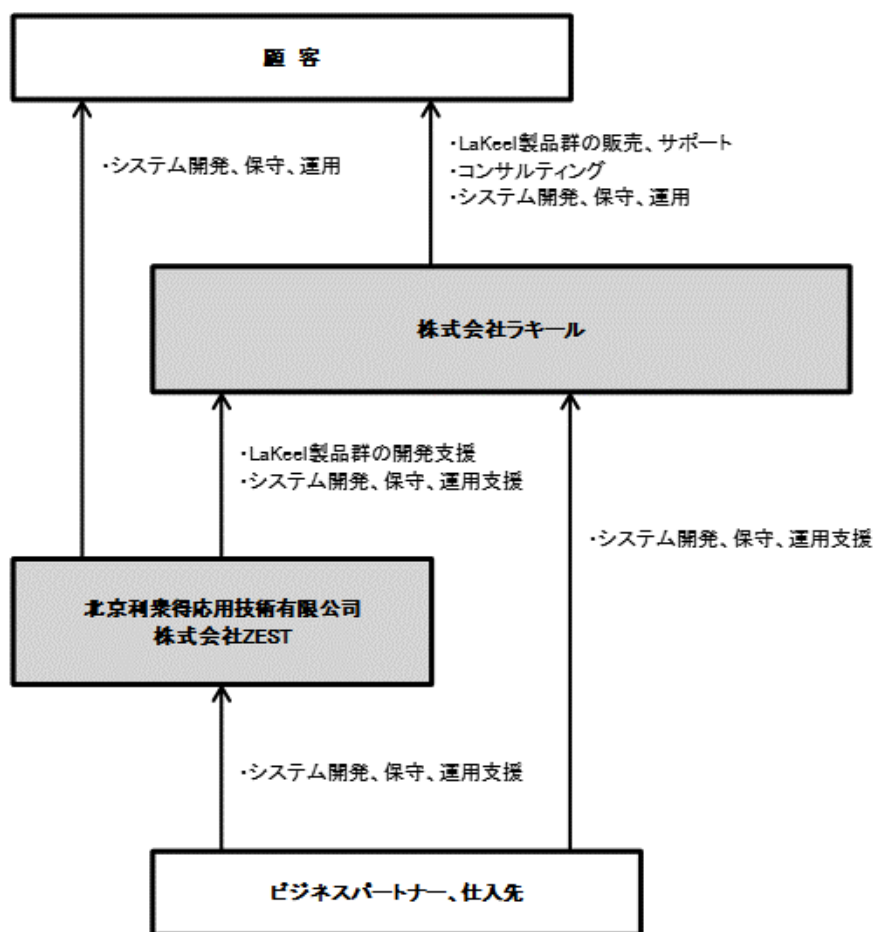 顧 客
・システム開発、保守、運用
・LaKeel製品群の販売、サポート
・コンサルティング
・システム開発、保守、運用
株式会社ラキール
・LaKeel製品群の開発支援
・システム開発、保守、運用支援
・システム開発、保守、運用支援
北京利衆得応用技術有限公司
株式会社ZEST
・システム開発、保守、運用支援
ビジネスパートナー、仕入先